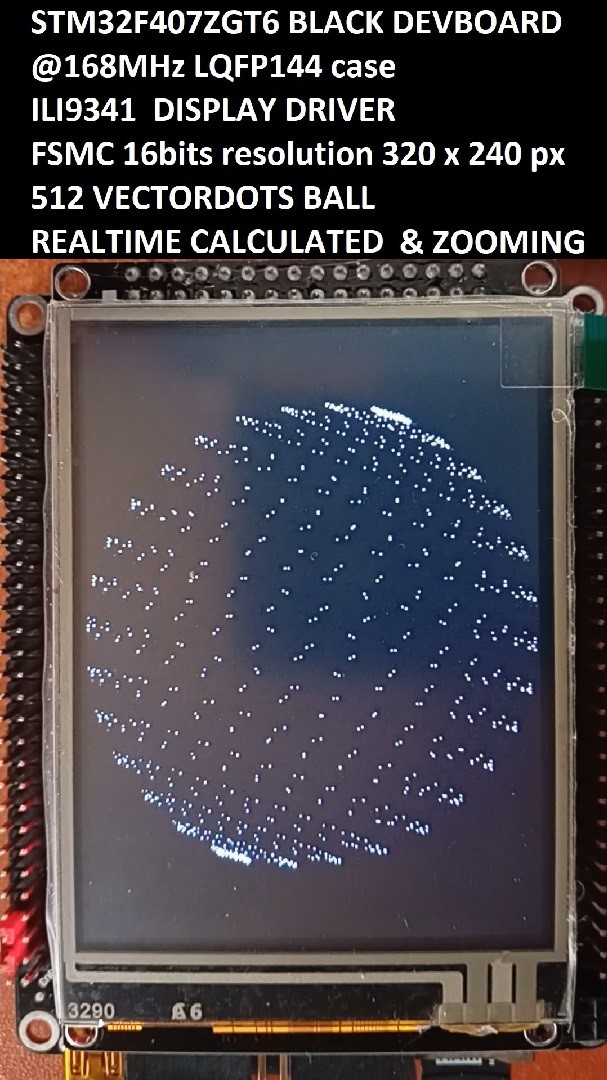 STM32F407ZGT6 BLACK DEVBOARD
@168MHz LQFP144 case
ILI9341  DISPLAY DRIVER
FSMC 16bits resolution 320 x 240 px
512 VECTORDOTS BALL
REALTIME CALCULATED  & ZOOMING
3290